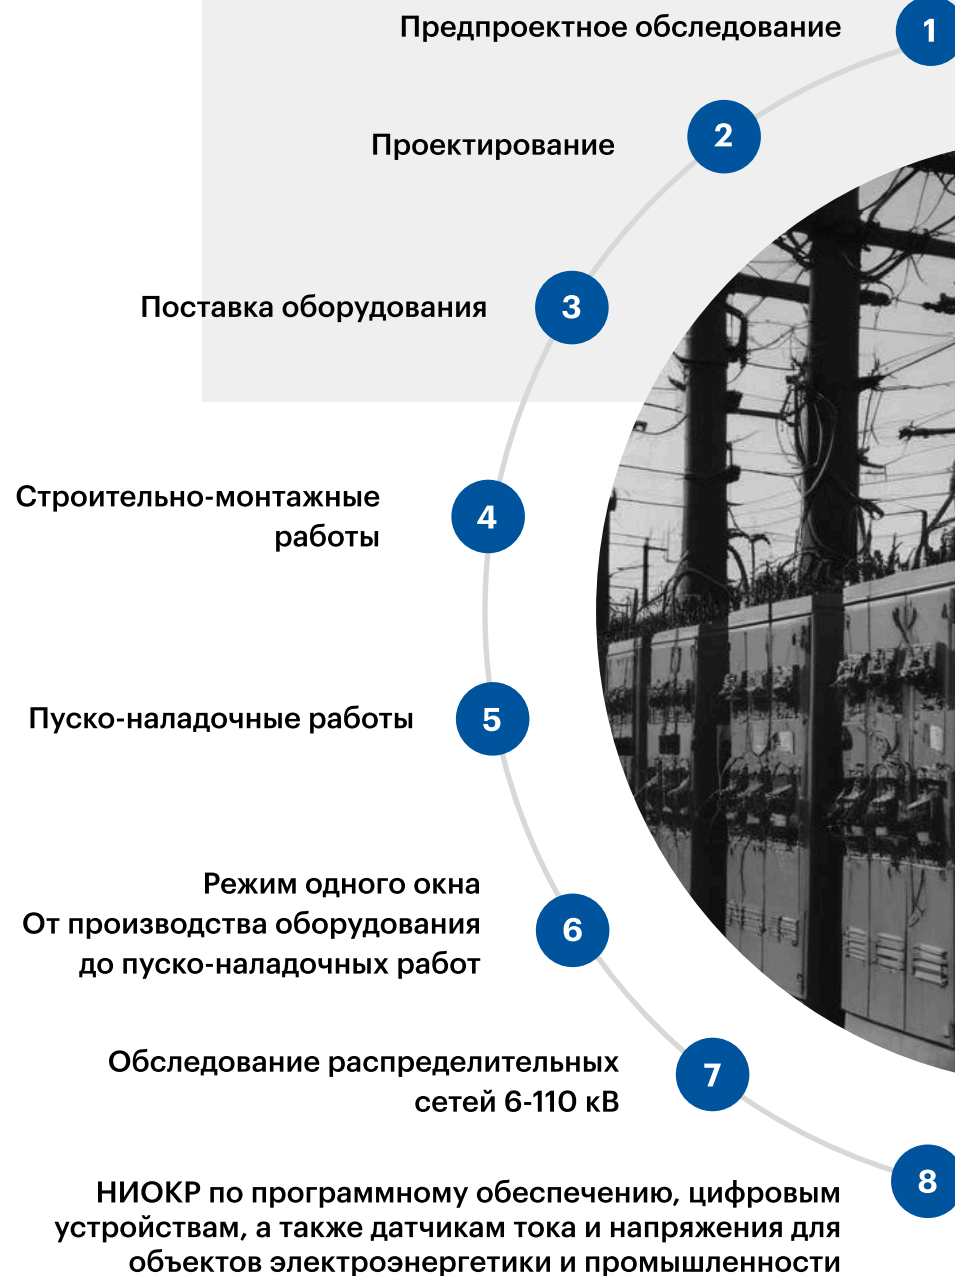 Предпроектное обследование
1
Проектирование
2
Поставка оборудования
3
Строительно-монтажные
работы
4
Пуско-наладочные работы
5
Режим одного окна
От производства оборудования
до пуско-наладочных работ
6
Обследование распределительных
сетей 6-110 кВ
7
НИОКР по программному обеспечению, цифровым
устройствам, а также датчикам тока и напряжения для
объектов электроэнергетики и промышленности
8